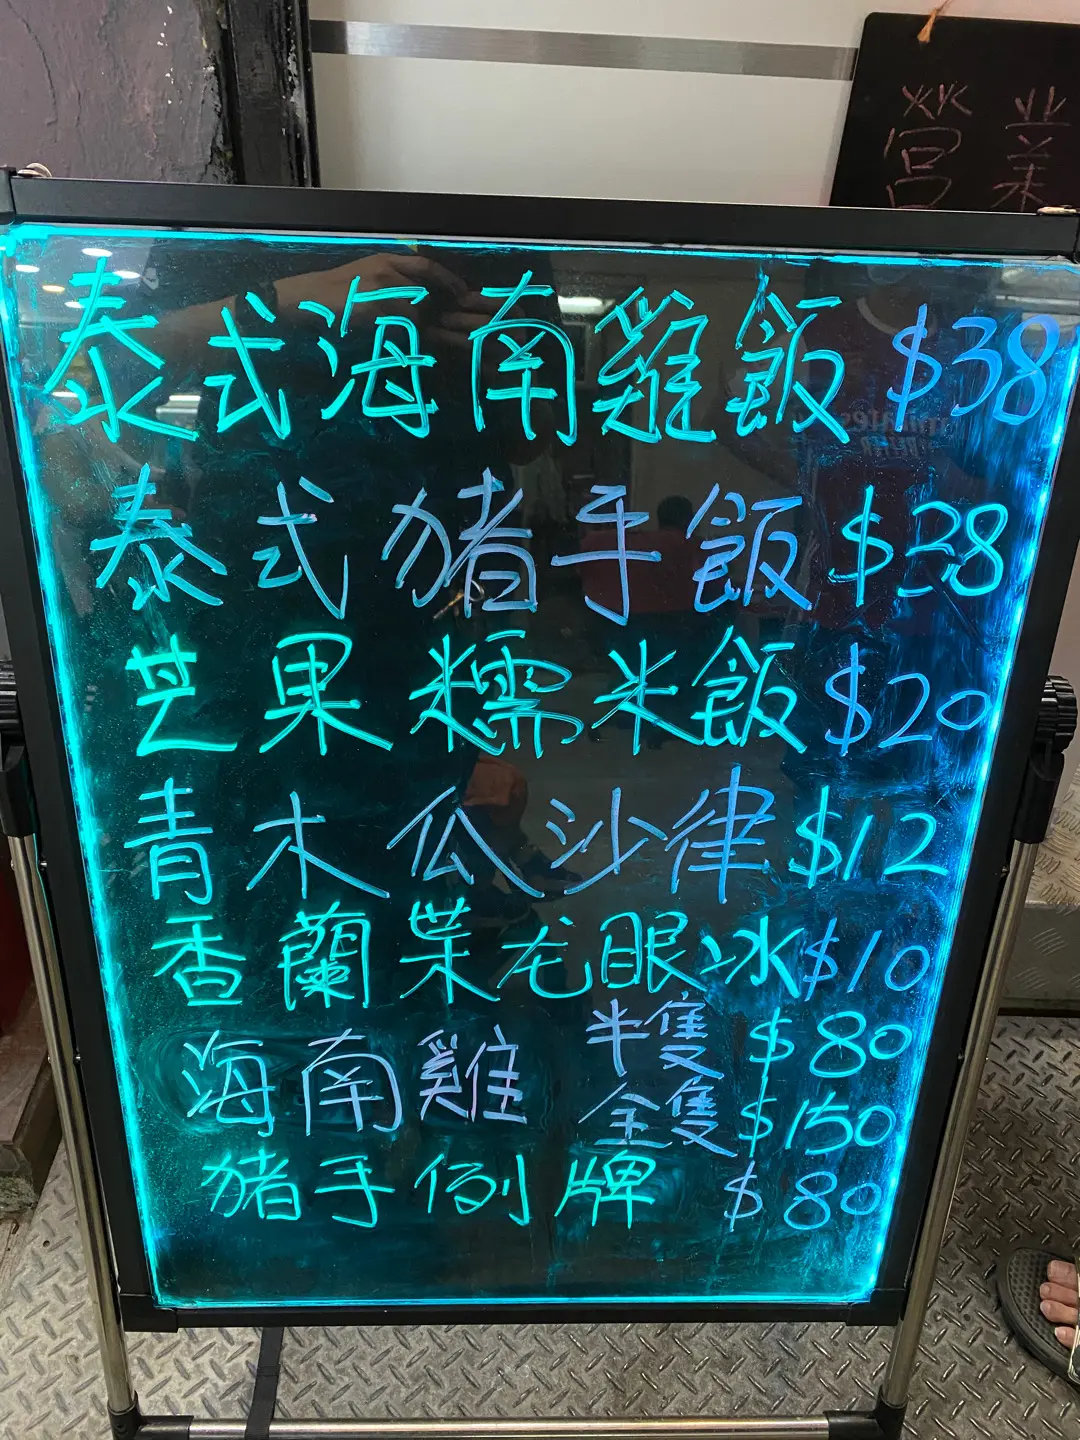 營業
泰式海南雞飯 $38
泰式豬手飯 $38
芒果糯米飯 $20
青木瓜沙律 $12
香蘭葉龙眼冰 $10
海南雞 半隻 $80
全隻 $150
豬手例牌 $80